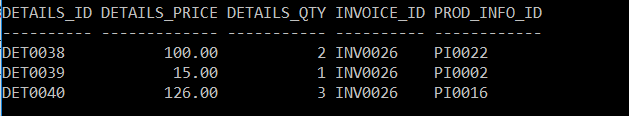 DETAILS_ID DETAILS_PRICE DETAILS_QTY INVOICE_ID PROD_INFO_ID
---------- ------------- ----------- ---------- ------------
DET0038           100.00           2 INV0026    PI0022
DET0039            15.00           1 INV0026    PI0002
DET0040           126.00           3 INV0026    PI0016